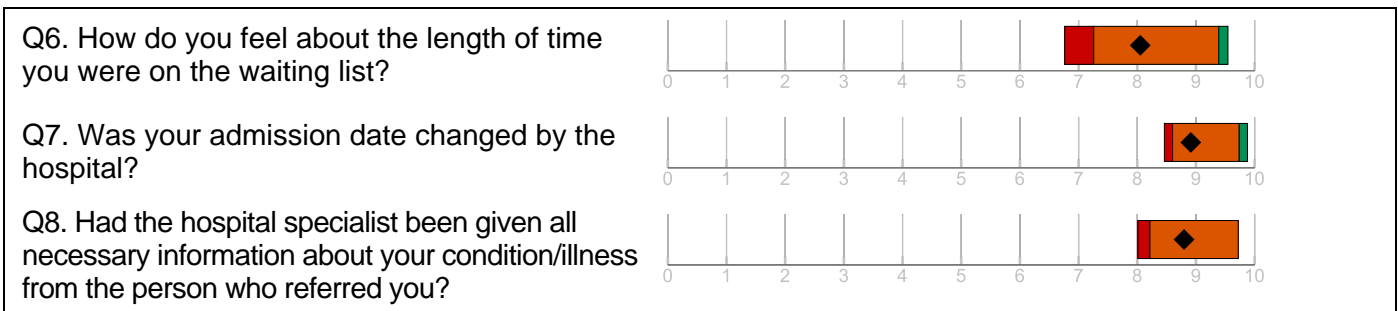 Q6. How do you feel about the length of time
you were on the waiting list?
0 1 2 3 4 5 6 7 8 9 10
Q7. Was your admission date changed by the
hospital?
0 1 2 3 4 5 6 7 8 9 10
Q8. Had the hospital specialist been given all
necessary information about your condition/illness
from the person who referred you?
0 1 2 3 4 5 6 7 8 9 10